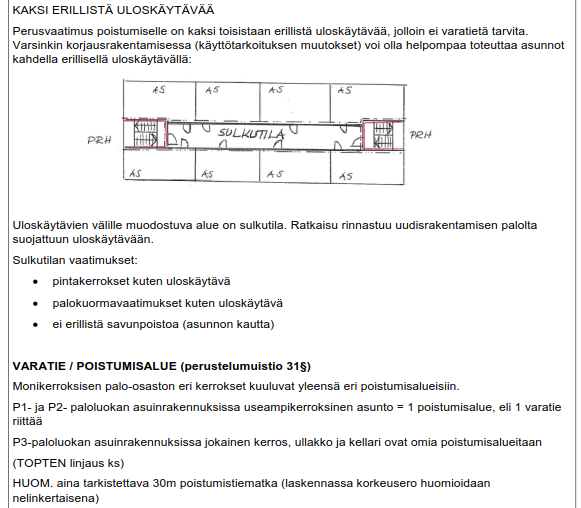 KAKSI ERILLISTÄ ULOSKÄYTÄVÄÄ
Perusvaatimus poistumiselle on kaksi toisistaan erillistä uloskäytävää, jolloin ei varatietä tarvita.
Varsinkin korjausrakentamisessa (käyttötarkoituksen muutokset) voi olla helpompaa toteuttaa asunnot
kahdella erillisellä uloskäytävällä:
AS AS AS AS
PRH SULKUTILA PRH
AS AS AS AS
Uloskäytävien välille muodostuva alue on sulkutila. Ratkaisu rinnastuu uudisrakentamisen palolta
suojattuun uloskäytävään.
Sulkutilan vaatimukset:
• pintakerrokset kuten uloskäytävä
• palokuormavaatimukset kuten uloskäytävä
• ei erillistä savunpoistoa (asunnon kautta)
VARATIE / POISTUMISALUE (perustelumuistio 31§)
Monikerroksisen palo-osaston eri kerrokset kuuluvat yleensä eri poistumisalueisiin.
P1- ja P2- paloluokan asuinrakennuksissa useampikerroksinen asunto = 1 poistumisalue, eli 1 varatie
riittää
P3-paloluokan asuinrakennuksissa jokainen kerros, ullakko ja kellari ovat omia poistumisalueitaan
(TOPTEN linjaus ks)
HUOM. aina tarkistettava 30m poistumistiematka (laskennassa korkeusero huomioidaan
nelinkertaisena)